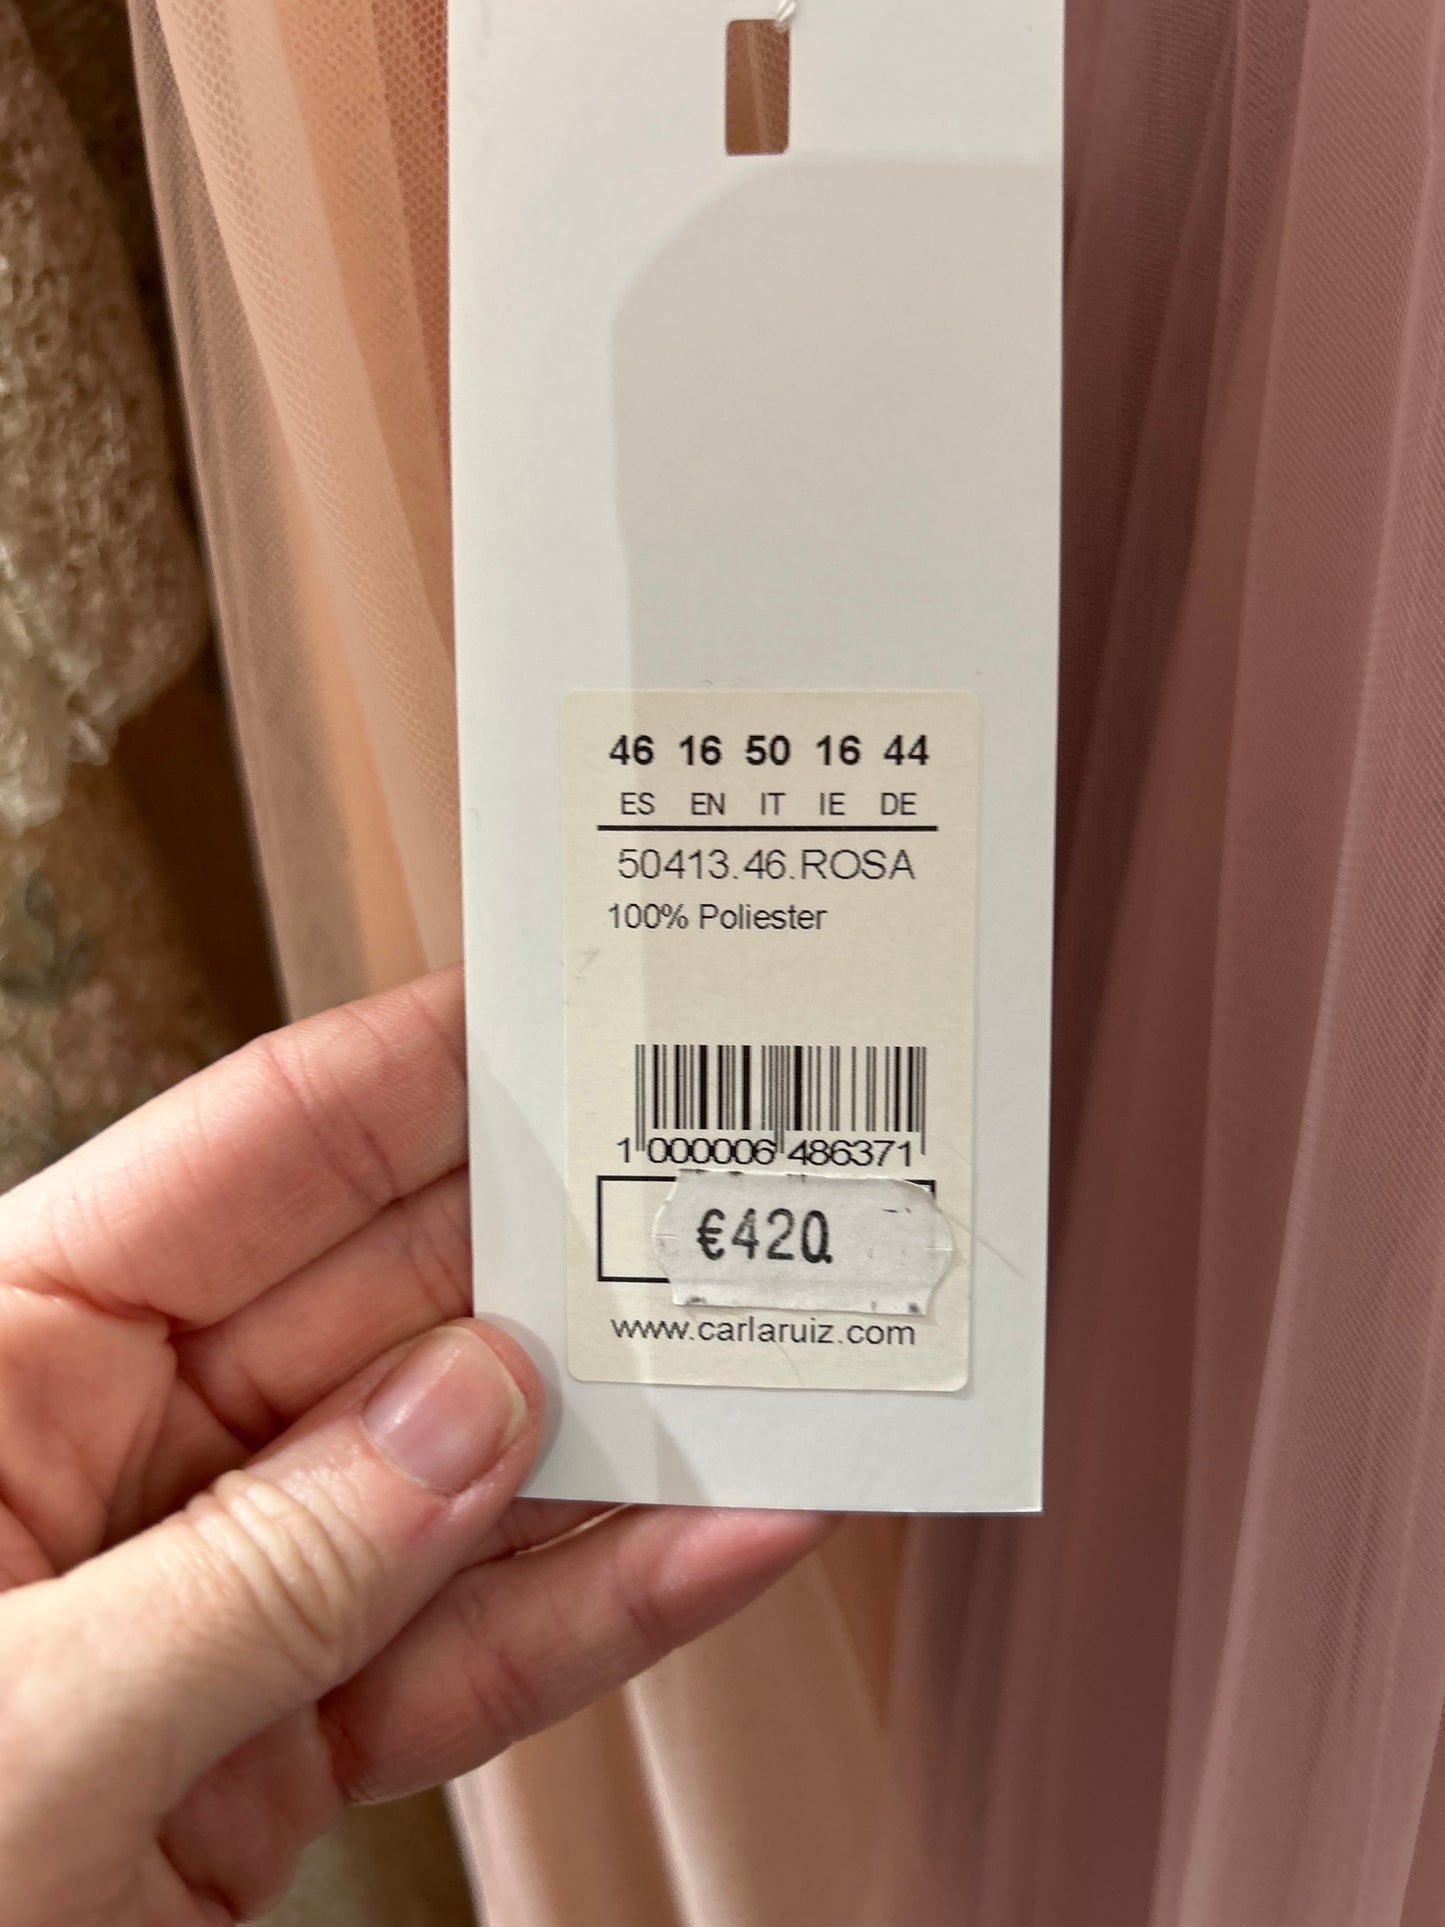 46 16 50 16 44
ES EN IT IE DE
50413.46.ROSA
100% Poliester
1 000006 486371
€420.
www.carlaruiz.com